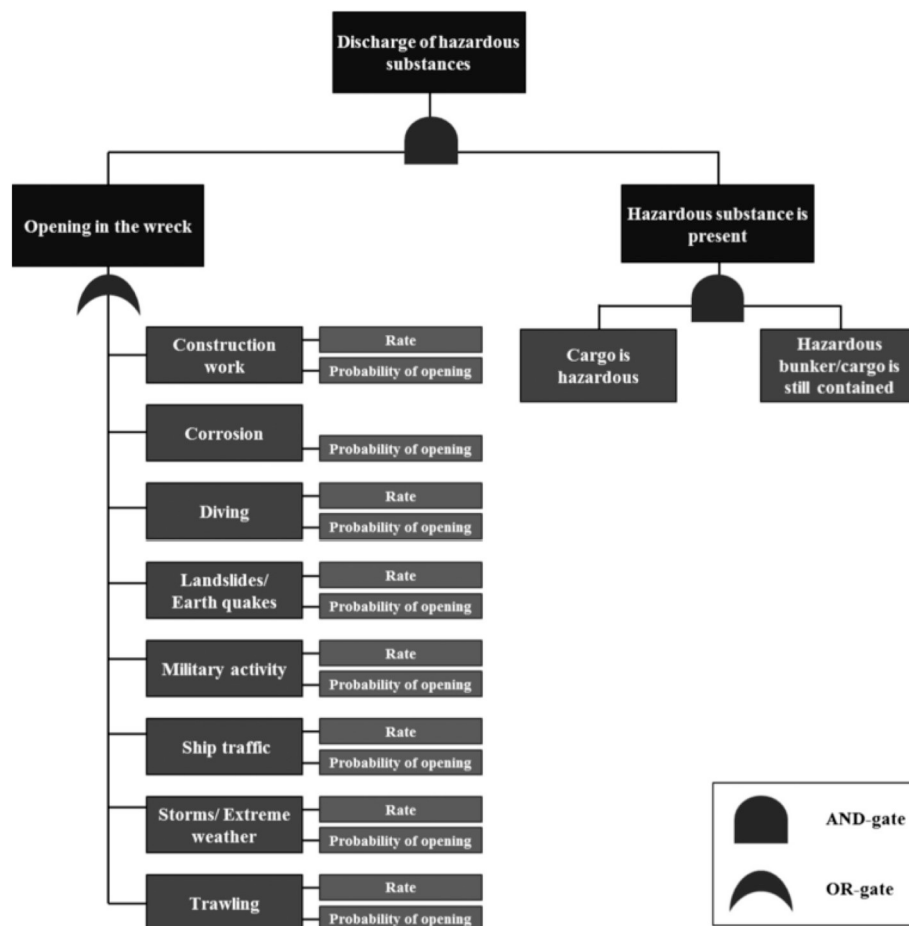 Discharge of hazardous
substances
Opening in the wreck
Hazardous substance is
present
Construction
work
Rate
Probability of opening
Cargo is
hazardous
Hazardous
bunker/cargo is
still contained
Corrosion
Probability of opening
Diving
Rate
Probability of opening
Landslides/
Earth quakes
Rate
Probability of opening
Military activity
Rate
Probability of opening
Ship traffic
Rate
Probability of opening
Storms/ Extreme
weather
Rate
Probability of opening
Trawling
Rate
Probability of opening
AND-gate
OR-gate